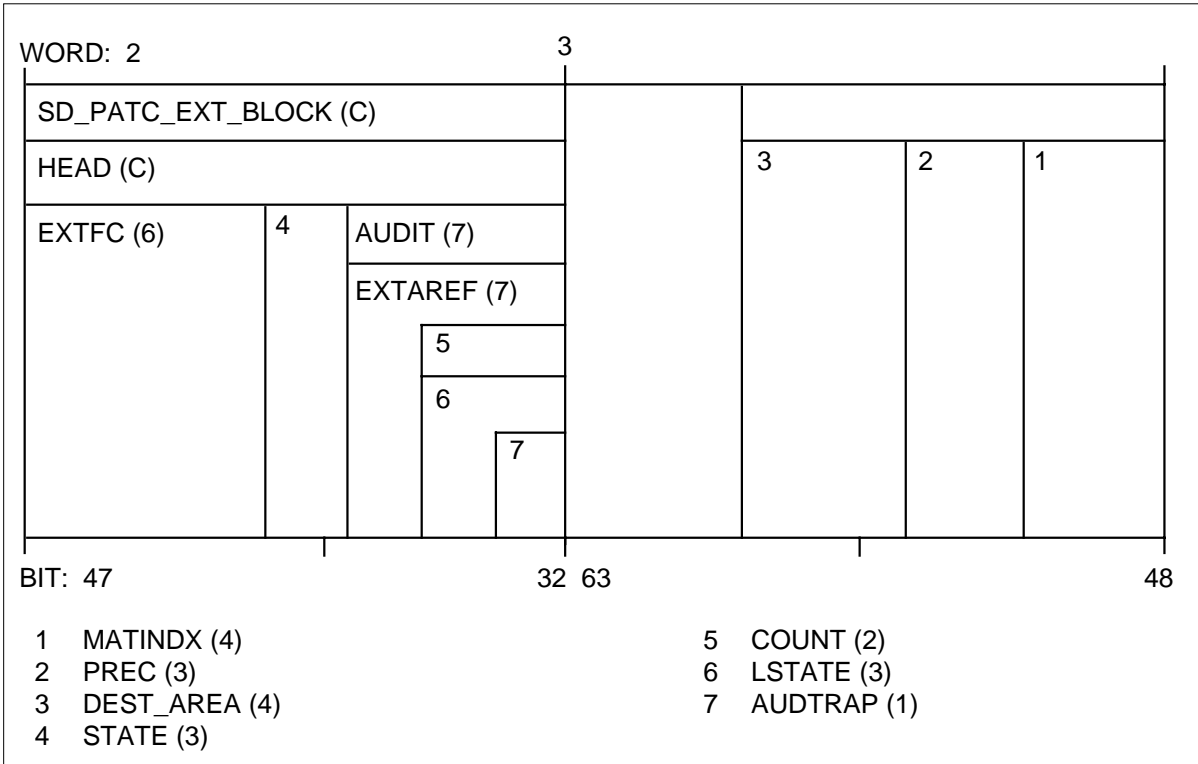 WORD: 2 3
SD_PATC_EXT_BLOCK (C)
HEAD (C) 3 2 1
EXTFC (6) 4 AUDIT (7)
EXTAREF (7)
5
6
7
BIT: 47 32 63 48
1 MATINDX (4) 5 COUNT (2)
2 PREC (3) 6 LSTATE (3)
3 DEST_AREA (4) 7 AUDTRAP (1)
4 STATE (3)